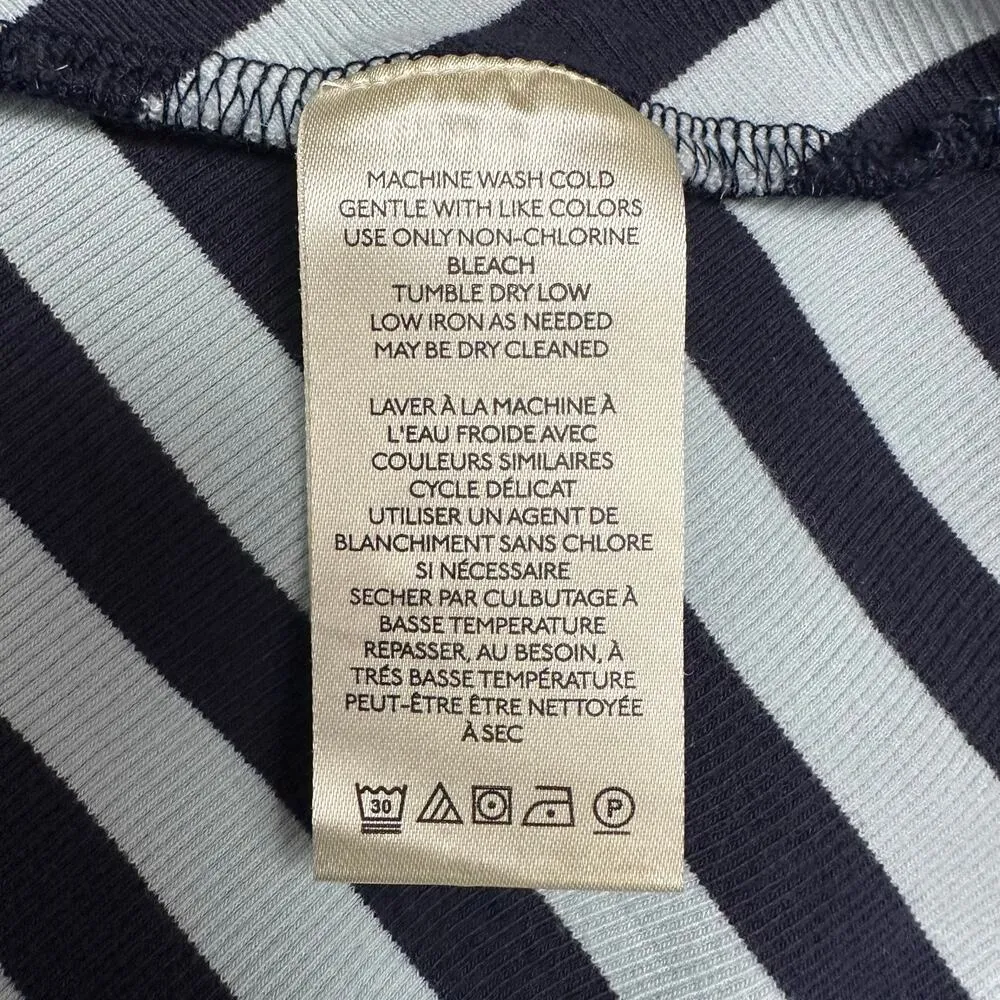 MACHINE WASH COLD
GENTLE WITH LIKE COLORS
USE ONLY NON-CHLORINE
BLEACH
TUMBLE DRY LOW
LOW IRON AS NEEDED
MAY BE DRY CLEANED
LAVER À LA MACHINE À
L'EAU FROIDE AVEC
COULEURS SIMILAIRES
CYCLE DÉLICAT
UTILISER UN AGENT DE
BLANCHIMENT SANS CHLORE
SI NÉCESSAIRE
SECHER PAR CULBUTAGE À
BASSE TEMPERATURE
REPASSER, AU BESOIN, À
TRÉS BASSE TEMPÉRATURE
PEUT-ÊTRE ÊTRE NETTOYÉE
À SEC
30 P